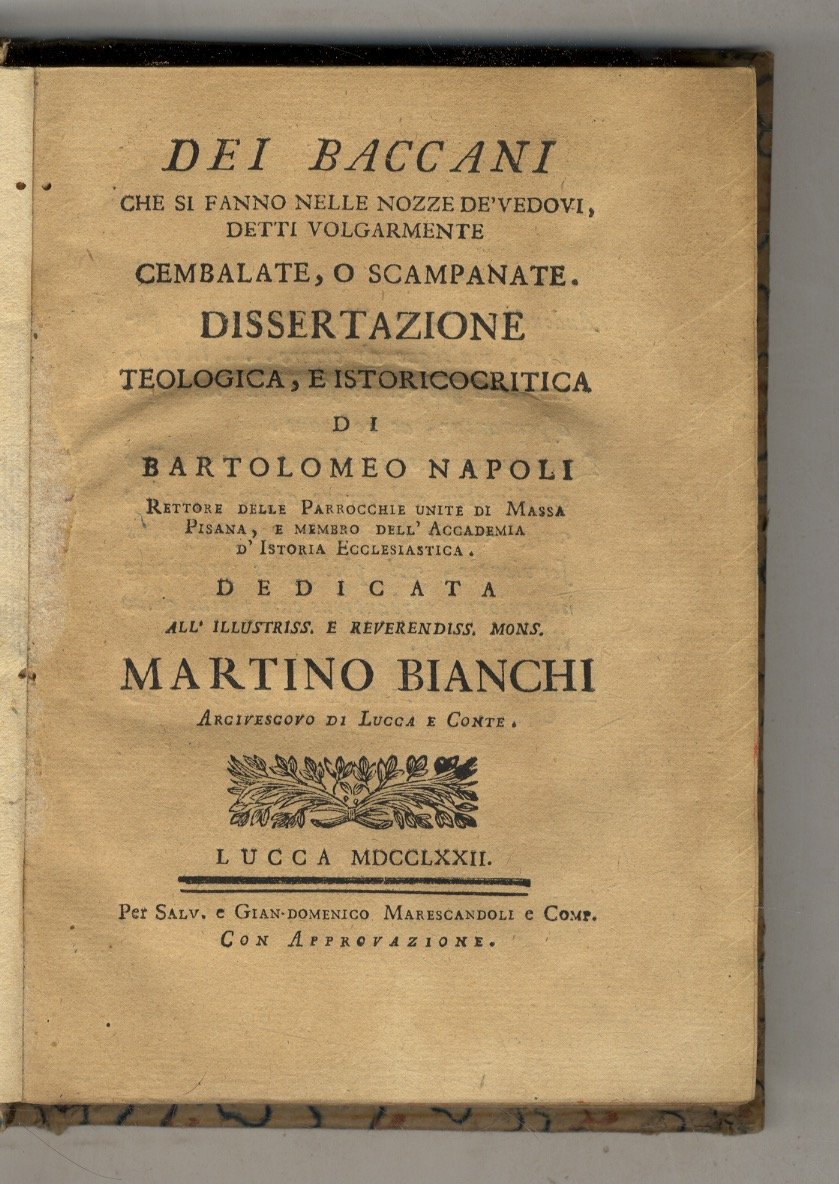 DEI BACCANI
CHE SI FANNO NELLE NOZZE DE' VEDOVI,
DETTI VOLGARMENTE
CEMBALATE, O SCAMPANATE.
DISSERTAZIONE
TEOLOGICA, E ISTORICOCRITICA
DI
BARTOLOMEO NAPOLI
RETTORE DELLE PARROCCHIE UNITE DI MASSA
PISANA, E MEMBRO DELL' ACCADEMIA
D' ISTORIA ECCLESIASTICA.
DEDICATA
ALL' ILLUSTRISS. E REVERENDISS. MONS.
MARTINO BIANCHI
ARCIVESCOVO DI LUCCA E CONTE.
LUCCA MDCCLXXII.
Per SALV. e GIAN-DOMENICO MARESCANDOLI e COMP.
CON APPROVAZIONE.